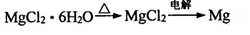 MgCl₂·6H₂O —△→ MgCl₂ —电解→ Mg